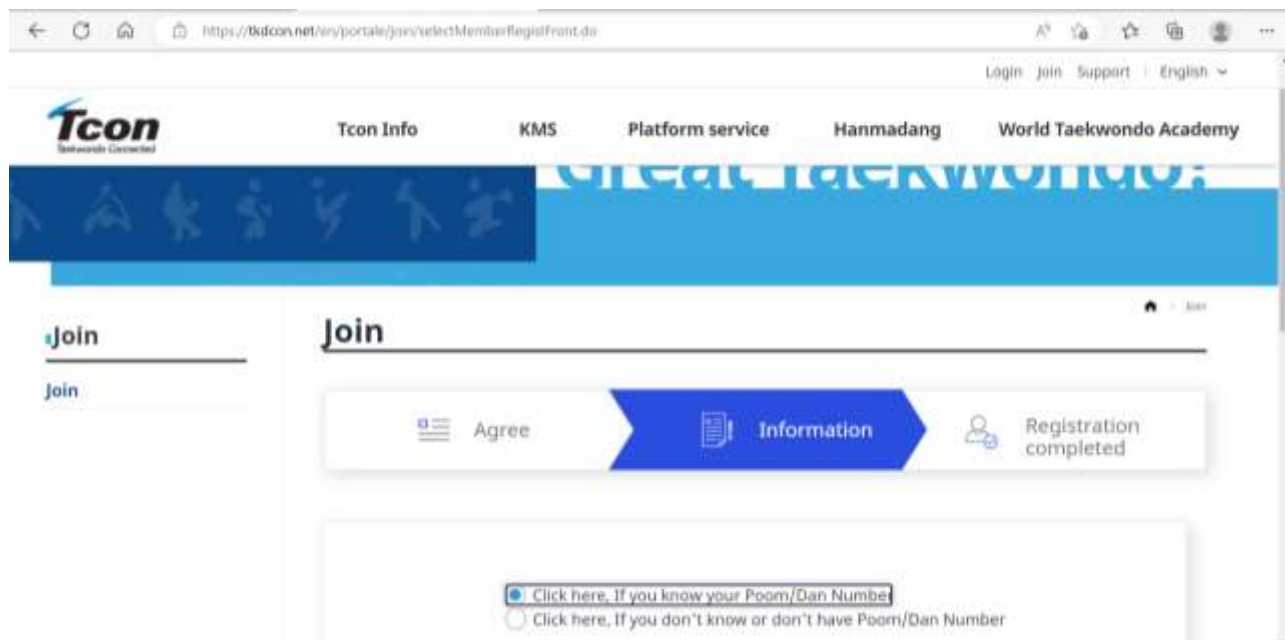 https://tkdcon.net/en/portale/join/selectMemberRegistFront.do
Login Join Support English
Tcon
Taekwondo Connected
Tcon Info KMS Platform service Hanmadang World Taekwondo Academy
Great Taekwondo!
Join
Join
Join
Join
Agree
Information
Registration
completed
Click here, If you know your Poom/Dan Number
Click here, If you don't know or don't have Poom/Dan Number